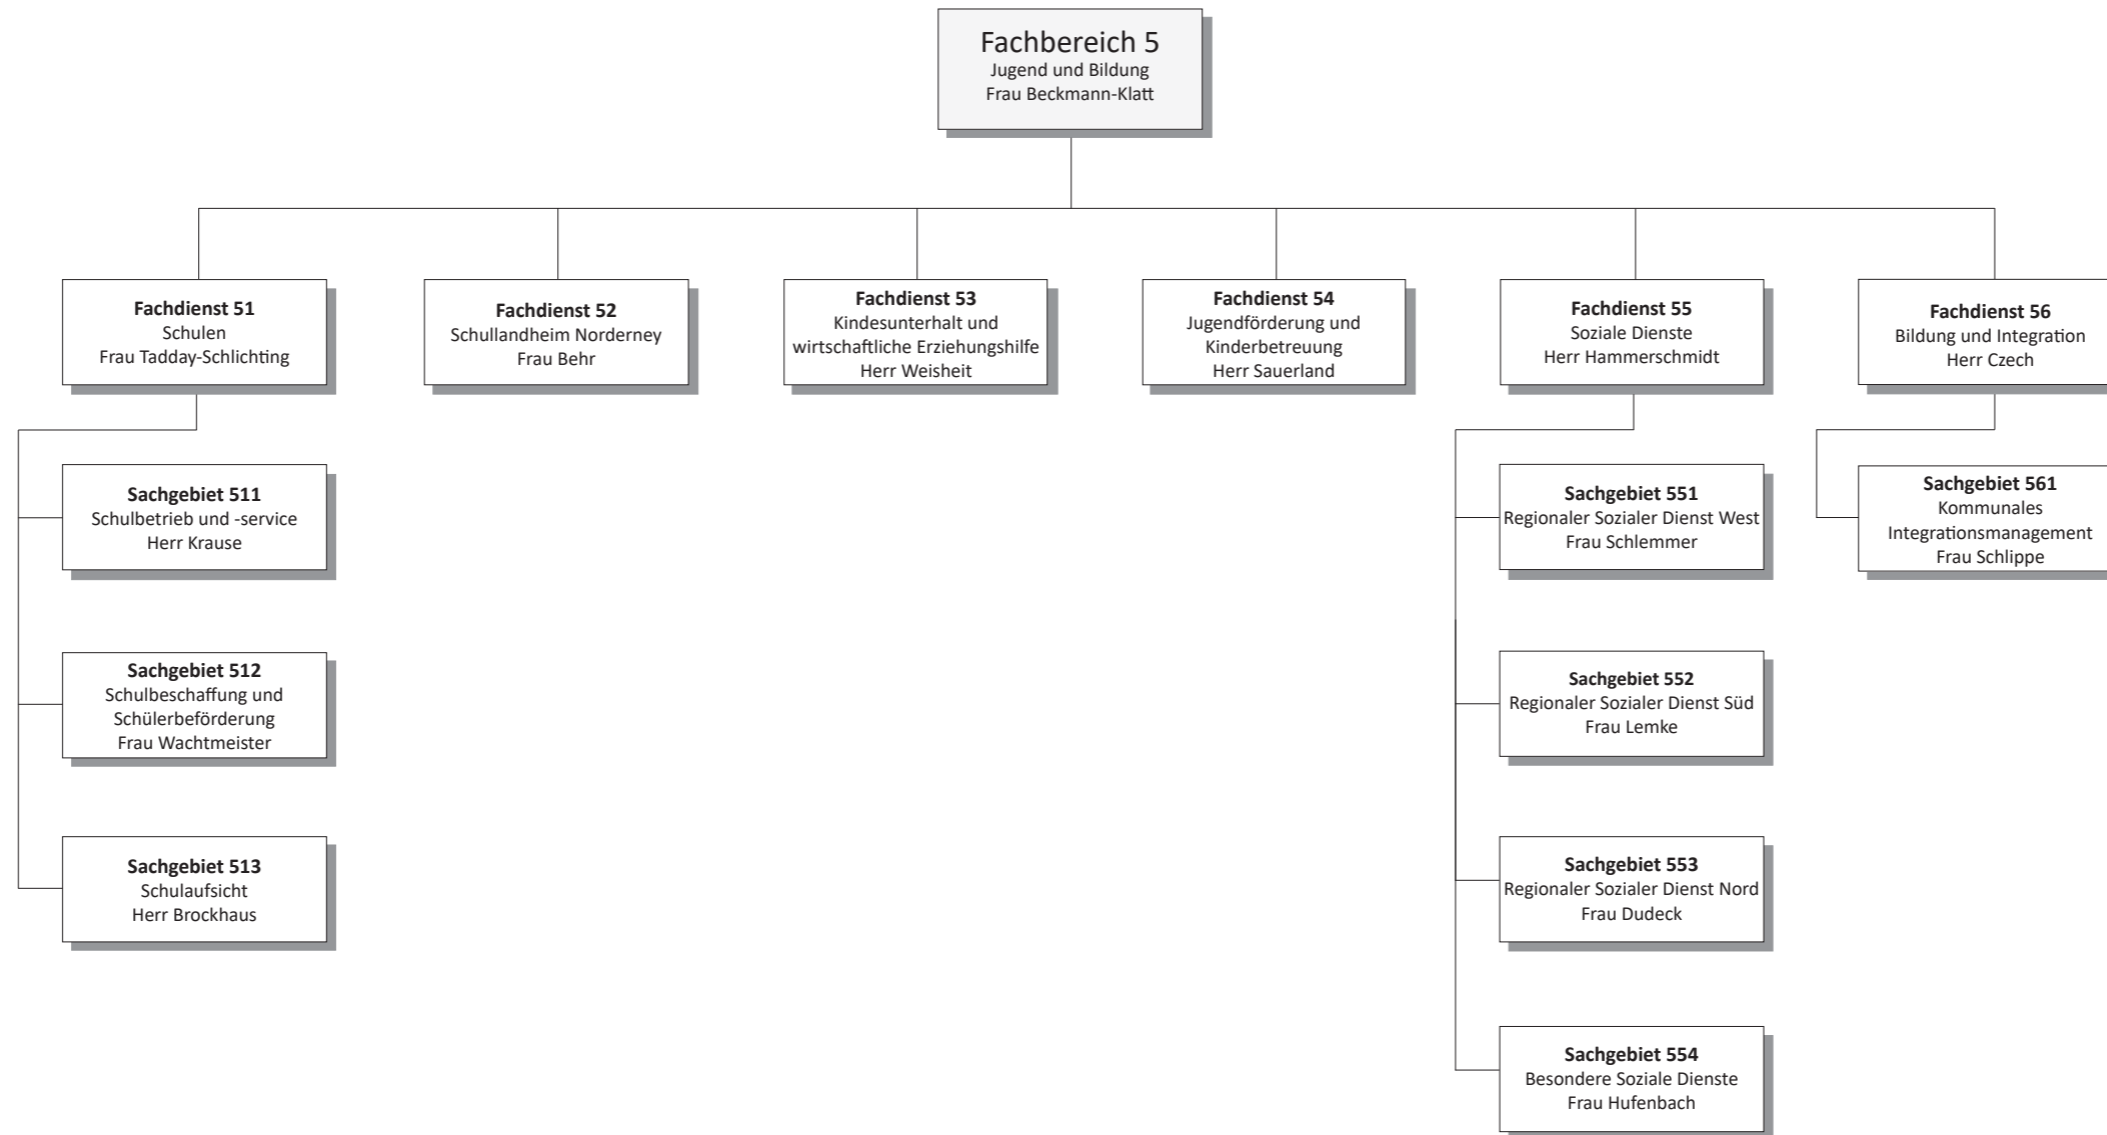 Fachbereich 5
Jugend und Bildung
Frau Beckmann-Klatt
Fachdienst 51
Schulen
Frau Tadday-Schlichting
Fachdienst 52
Schullandheim Norderney
Frau Behr
Fachdienst 53
Kindesunterhalt und
wirtschaftliche Erziehungshilfe
Herr Weisheit
Fachdienst 54
Jugendförderung und
Kinderbetreuung
Herr Sauerland
Fachdienst 55
Soziale Dienste
Herr Hammerschmidt
Fachdienst 56
Bildung und Integration
Herr Czech
Sachgebiet 511
Schulbetrieb und -service
Herr Krause
Sachgebiet 512
Schulbeschaffung und
Schülerbeförderung
Frau Wachtmeister
Sachgebiet 513
Schulaufsicht
Herr Brockhaus
Sachgebiet 551
Regionaler Sozialer Dienst West
Frau Schlemmer
Sachgebiet 552
Regionaler Sozialer Dienst Süd
Frau Lemke
Sachgebiet 553
Regionaler Sozialer Dienst Nord
Frau Dudeck
Sachgebiet 554
Besondere Soziale Dienste
Frau Hufenbach
Sachgebiet 561
Kommunales
Integrationsmanagement
Frau Schlippe